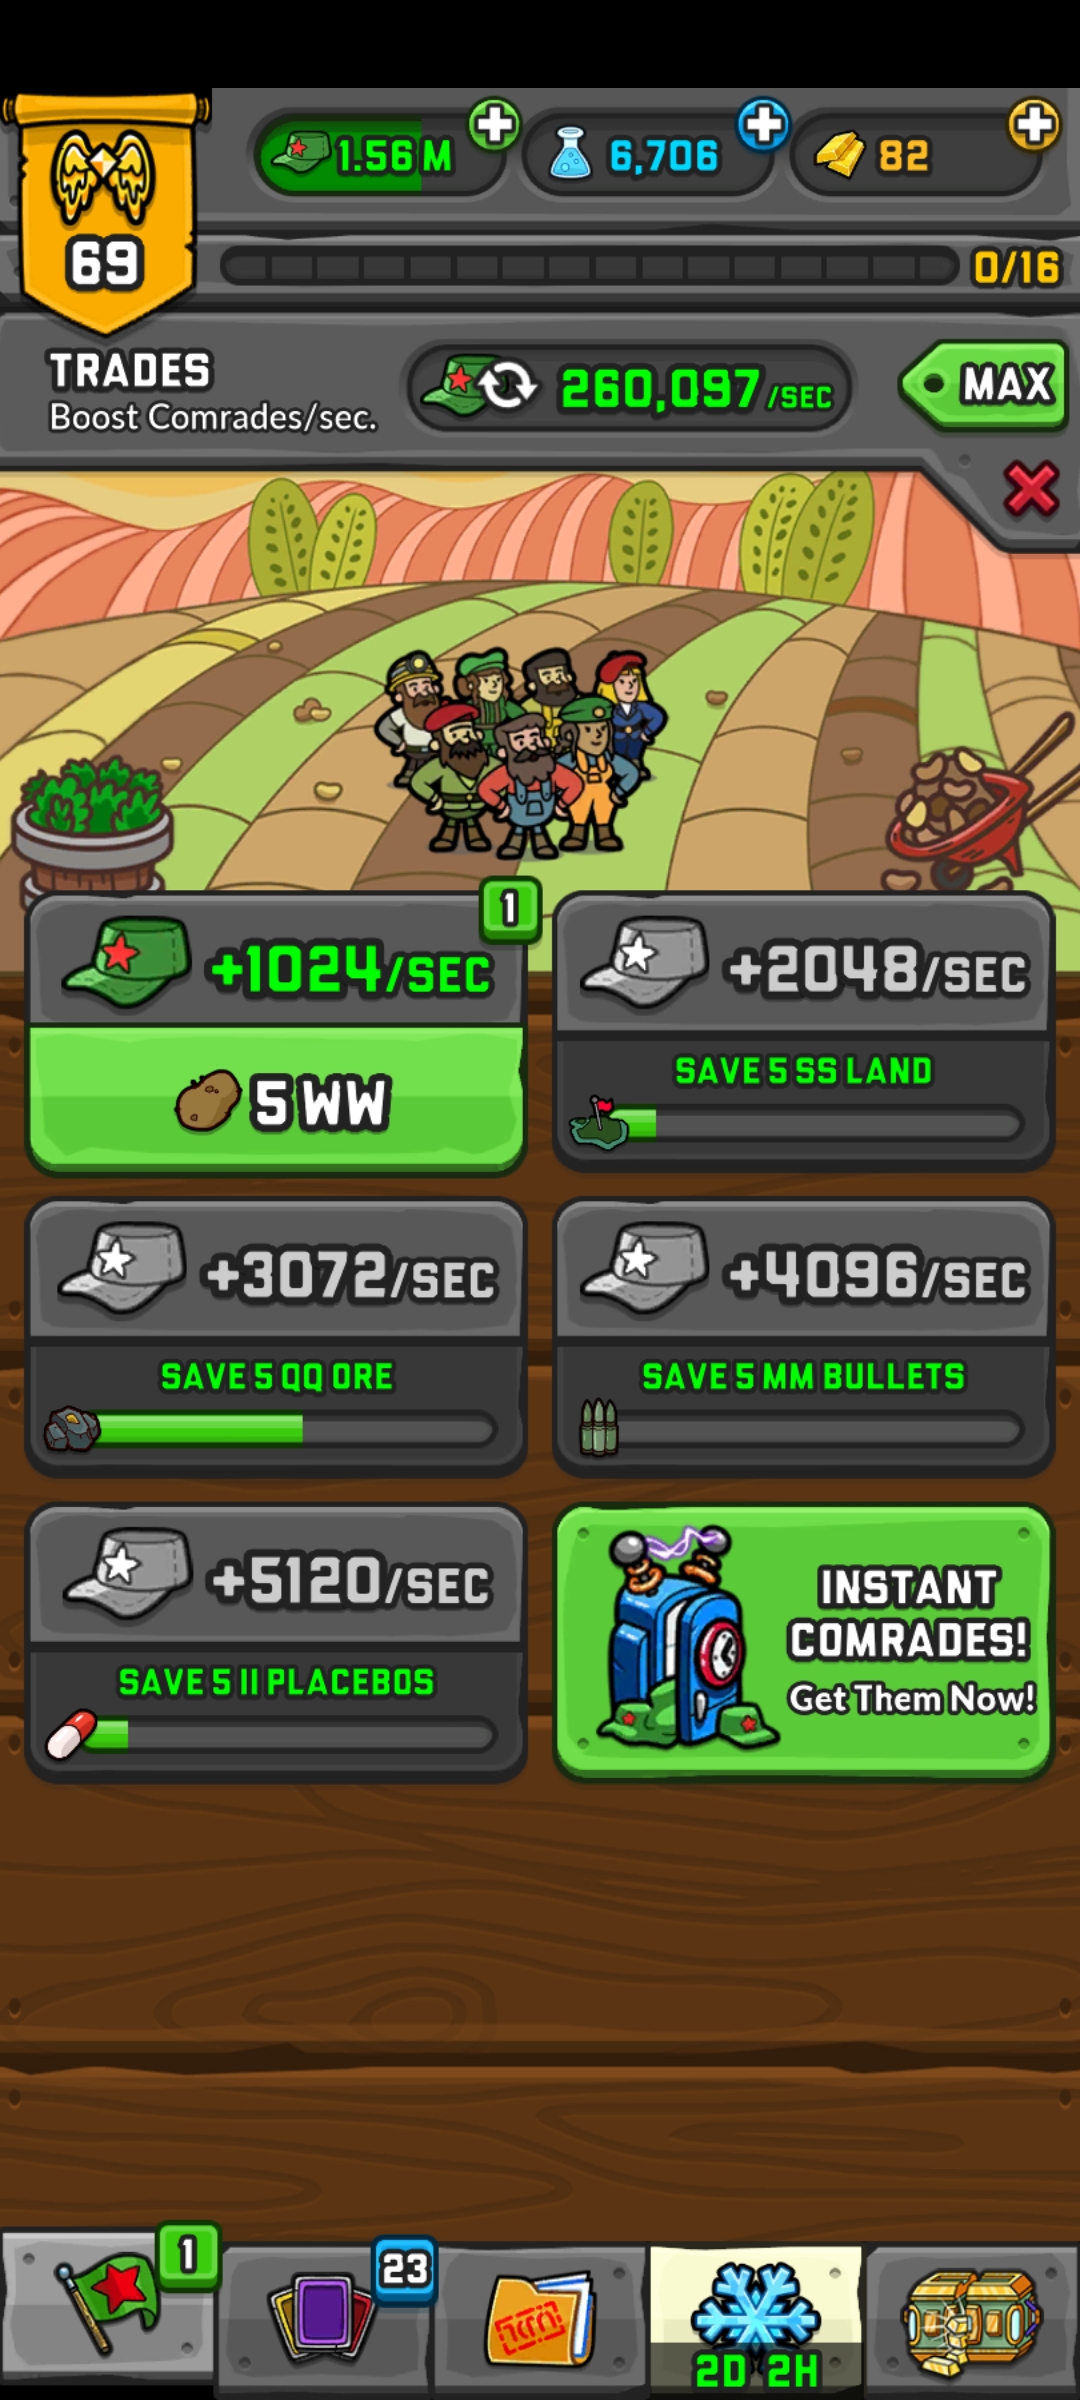 1.56 M
6,706
82
69
0/16
TRADES
Boost Comrades/sec.
260,097/SEC
MAX
1
+1024/SEC
5 WW
+2048/SEC
SAVE 5 SS LAND
+3072/SEC
SAVE 5 QQ ORE
+4096/SEC
SAVE 5 MM BULLETS
+5120/SEC
SAVE 5 II PLACEBOS
INSTANT
COMRADES!
Get Them Now!
1
23
2D 2H